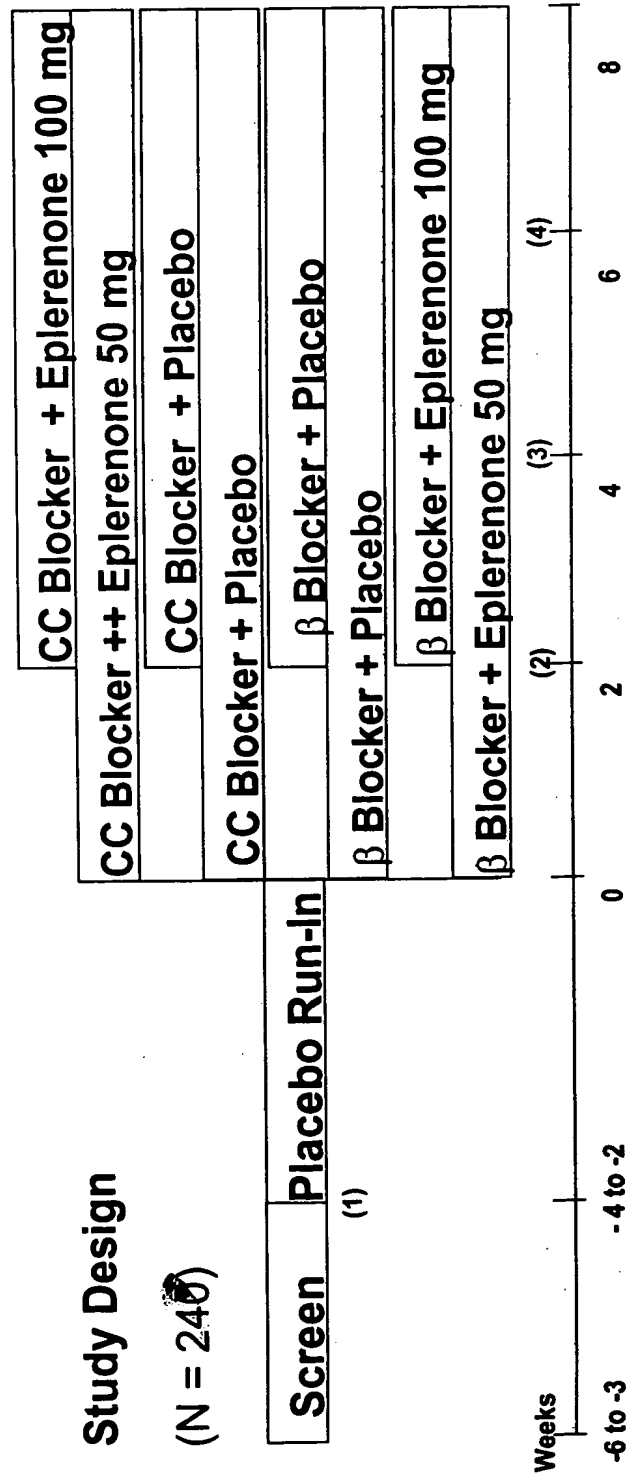 Study Design
(N = 240)
CC Blocker + Eplerenone 100 mg
CC Blocker ++ Eplerenone 50 mg
CC Blocker + Placebo
CC Blocker + Placebo
Screen Placebo Run-In β Blocker + Placebo
(1) β Blocker + Placebo
β Blocker + Eplerenone 100 mg
β Blocker + Eplerenone 50 mg
Weeks (2) (3) (4)
-6 to -3 -4 to -2 0 2 4 6 8